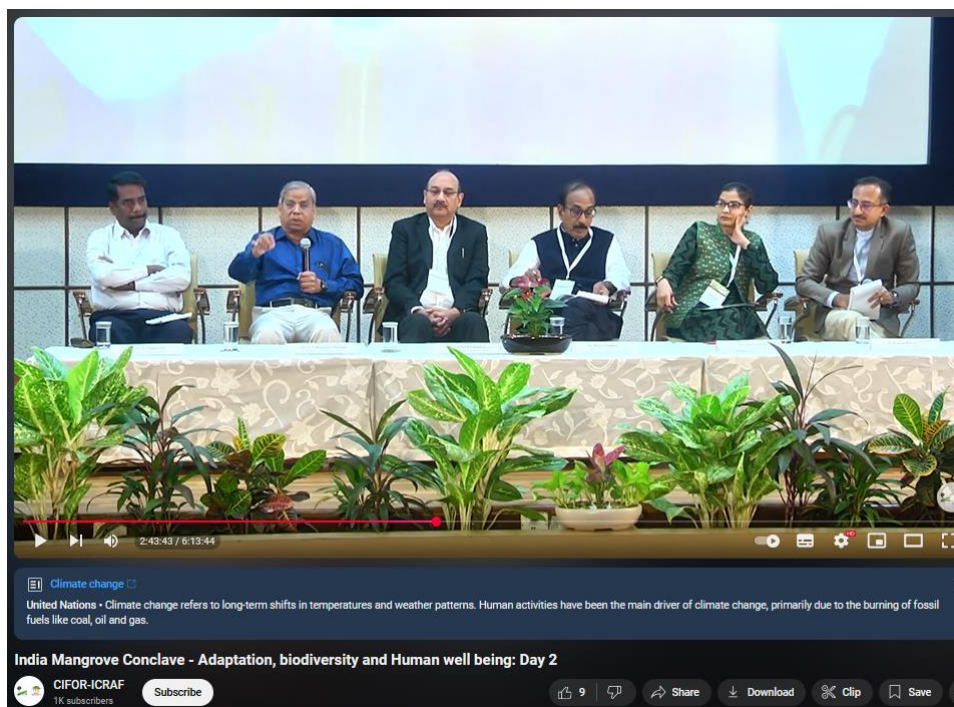 2:43:43 / 6:13:44
HD
Climate change
United Nations • Climate change refers to long-term shifts in temperatures and weather patterns. Human activities have been the main driver of climate change, primarily due to the burning of fossil
fuels like coal, oil and gas.
India Mangrove Conclave - Adaptation, biodiversity and Human well being: Day 2
CIFOR-ICRAF
1K subscribers
Subscribe
9
Share
Download
Clip
Save